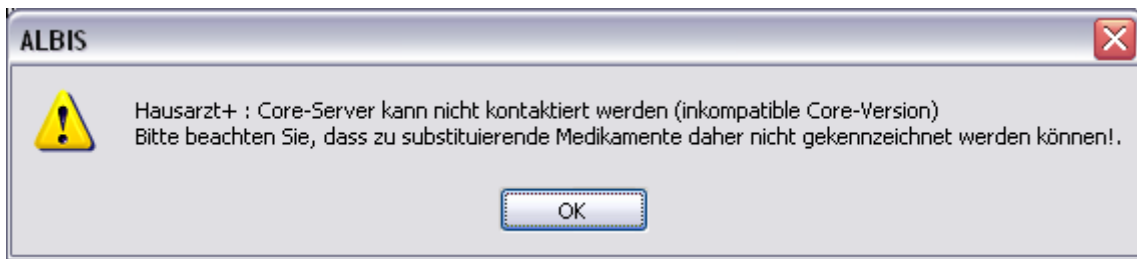 ALBIS
Hausarzt+ : Core-Server kann nicht kontaktiert werden (inkompatible Core-Version)
Bitte beachten Sie, dass zu substituierende Medikamente daher nicht gekennzeichnet werden können!.
OK